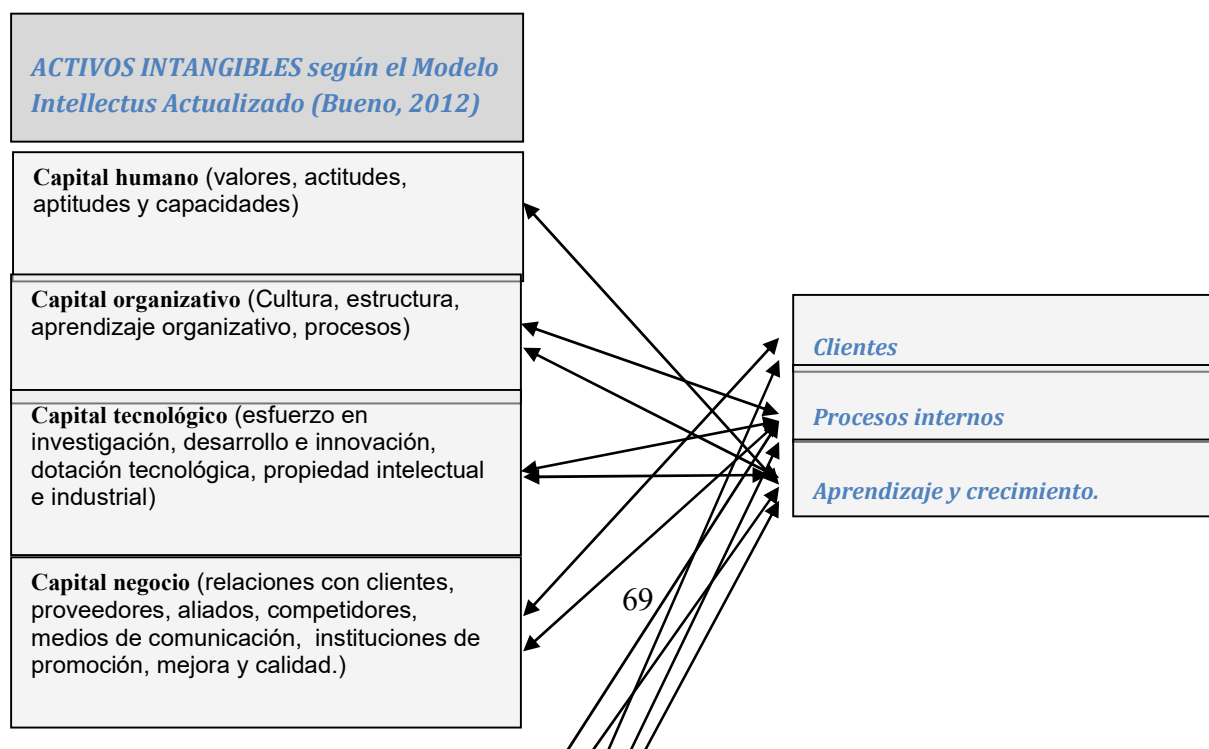 ACTIVOS INTANGIBLES según el Modelo
Intellectus Actualizado (Bueno, 2012)
Capital humano (valores, actitudes,
aptitudes y capacidades)
Capital organizativo (Cultura, estructura,
aprendizaje organizativo, procesos)
Capital tecnológico (esfuerzo en
investigación, desarrollo e innovación,
dotación tecnológica, propiedad intelectual
e industrial)
Capital negocio (relaciones con clientes,
proveedores, aliados, competidores,
medios de comunicación,  instituciones de
promoción, mejora y calidad.)
Clientes
Procesos internos
Aprendizaje y crecimiento.
69